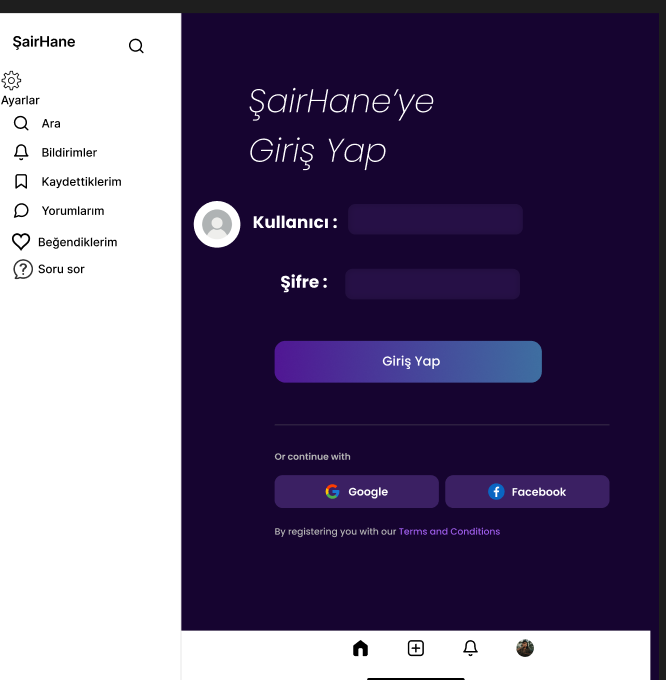 ŞairHane
Ayarlar
Ara
Bildirimler
Kaydettiklerim
Yorumlarım
Beğendiklerim
Soru sor
ŞairHane’ye
Giriş Yap
Kullanıcı :
Şifre :
Giriş Yap
Or continue with
Google
Facebook
By registering you with our Terms and Conditions